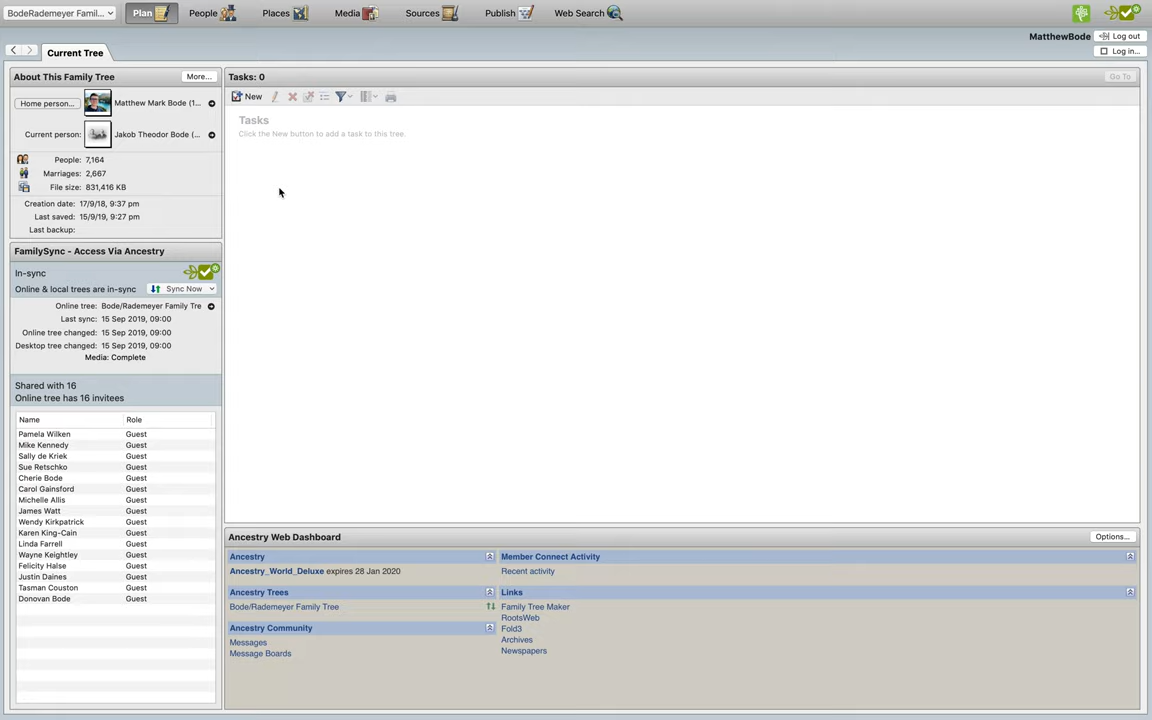 BodeRademeyer Famil...
Plan
People
Places
Media
Sources
Publish
Web Search
MatthewBode
Log out
Log in...
Current Tree
About This Family Tree
More...
Home person...
Matthew Mark Bode (1...
Current person:
Jakob Theodor Bode (...
People: 7,164
Marriages: 2,667
File size: 831,416 KB
Creation date: 17/9/18, 9:37 pm
Last saved: 15/9/19, 9:27 pm
Last backup:
FamilySync - Access Via Ancestry
In-sync
Online & local trees are in-sync
Sync Now
Online tree: Bode/Rademeyer Family Tre
Last sync: 15 Sep 2019, 09:00
Online tree changed: 15 Sep 2019, 09:00
Desktop tree changed: 15 Sep 2019, 09:00
Media: Complete
Shared with 16
Online tree has 16 invitees
Name Role
Pamela Wilken Guest
Mike Kennedy Guest
Sally de Kriek Guest
Sue Retschko Guest
Cherie Bode Guest
Carol Gainsford Guest
Michelle Allis Guest
James Watt Guest
Wendy Kirkpatrick Guest
Karen King-Cain Guest
Linda Farrell Guest
Wayne Keightley Guest
Felicity Halse Guest
Justin Daines Guest
Tasman Couston Guest
Donovan Bode Guest
Tasks: 0
Go To
New
Tasks
Click the New button to add a task to this tree.
Ancestry Web Dashboard
Options...
Ancestry
Ancestry_World_Deluxe expires 28 Jan 2020
Ancestry Trees
Bode/Rademeyer Family Tree
Ancestry Community
Messages
Message Boards
Member Connect Activity
Recent activity
Links
Family Tree Maker
RootsWeb
Fold3
Archives
Newspapers